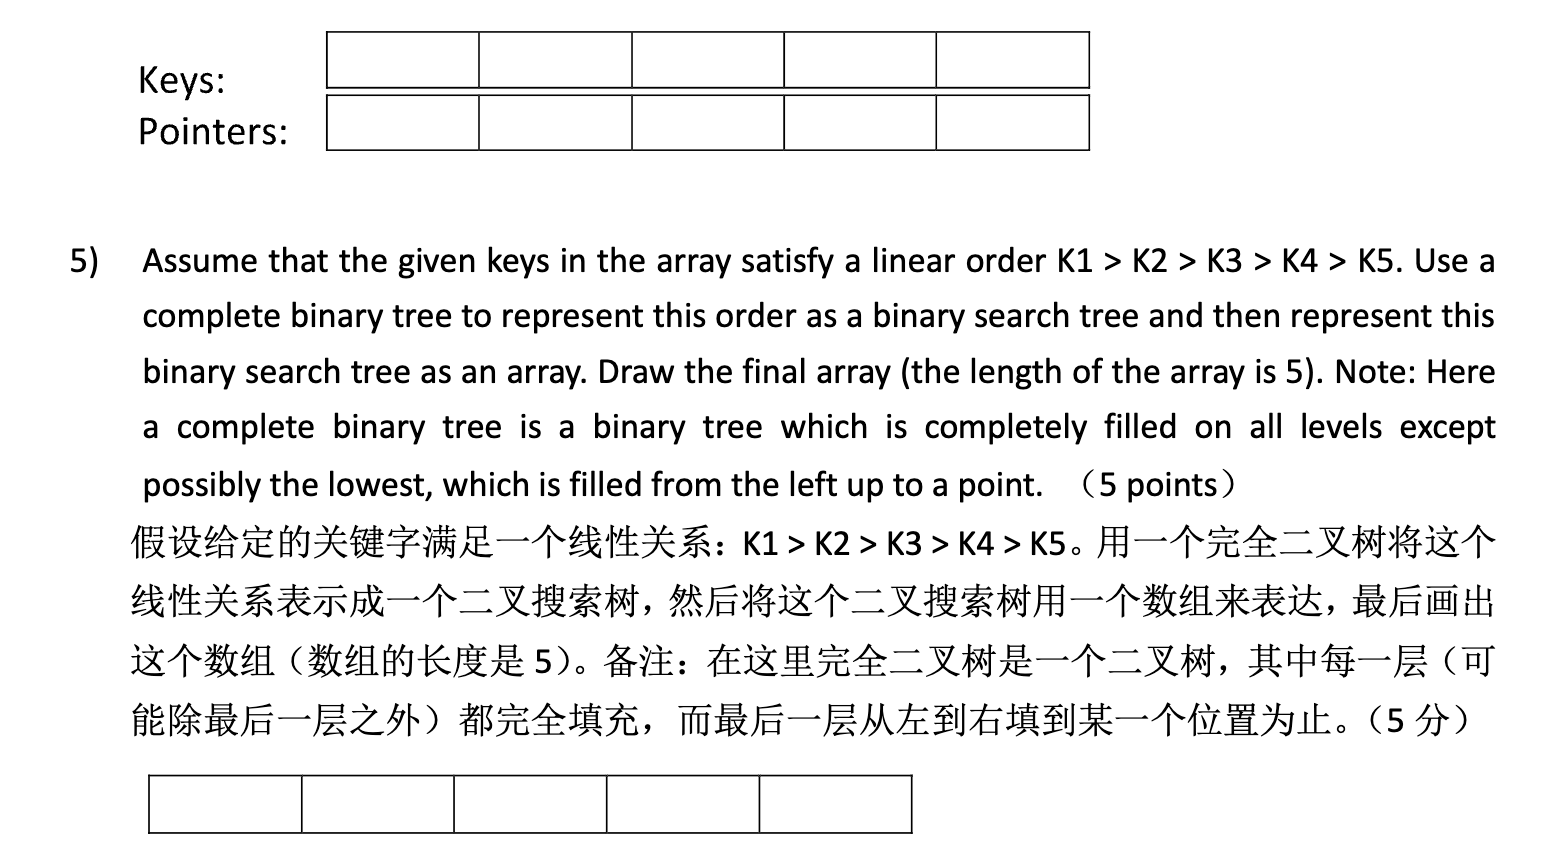 Keys:
Pointers:
5) Assume that the given keys in the array satisfy a linear order K1 > K2 > K3 > K4 > K5. Use a
complete binary tree to represent this order as a binary search tree and then represent this
binary search tree as an array. Draw the final array (the length of the array is 5). Note: Here
a complete binary tree is a binary tree which is completely filled on all levels except
possibly the lowest, which is filled from the left up to a point. （5 points）
假设给定的关键字满足一个线性关系：K1 > K2 > K3 > K4 > K5。用一个完全二叉树将这个
线性关系表示成一个二叉搜索树，然后将这个二叉搜索树用一个数组来表达，最后画出
这个数组（数组的长度是 5）。备注：在这里完全二叉树是一个二叉树，其中每一层（可
能除最后一层之外）都完全填充，而最后一层从左到右填到某一个位置为止。（5 分）